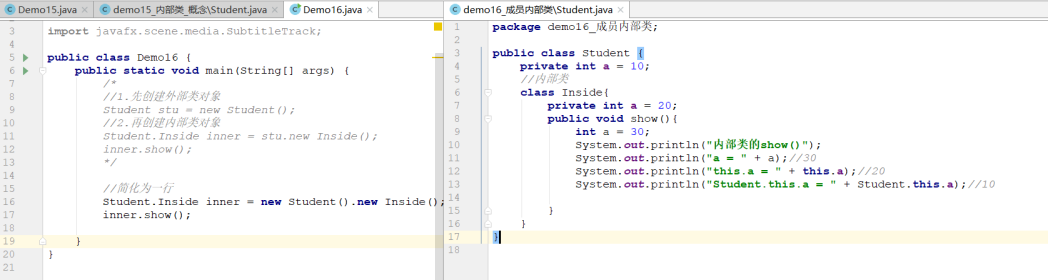 Demo15.java
demo15_内部类_概念\Student.java
Demo16.java
3 import javafx.scene.media.SubtitleTrack;
4
5 public class Demo16 {
6 public static void main(String[] args) {
7 /*
8 //1.先创建外部类对象
9 Student stu = new Student();
10 //2.再创建内部类对象
11 Student.Inside inner = stu.new Inside();
12 inner.show();
13 */
14
15 //简化为一行
16 Student.Inside inner = new Student().new Inside();
17 inner.show();
18
19 }
20 }
21
demo16_成员内部类\Student.java
1 package demo16_成员内部类;
2
3 public class Student {
4 private int a = 10;
5 //内部类
6 class Inside{
7 private int a = 20;
8 public void show(){
9 int a = 30;
10 System.out.println("内部类的show()");
11 System.out.println("a = " + a);//30
12 System.out.println("this.a = " + this.a);//20
13 System.out.println("Student.this.a = " + Student.this.a);//10
14
15 }
16 }
17 }
18